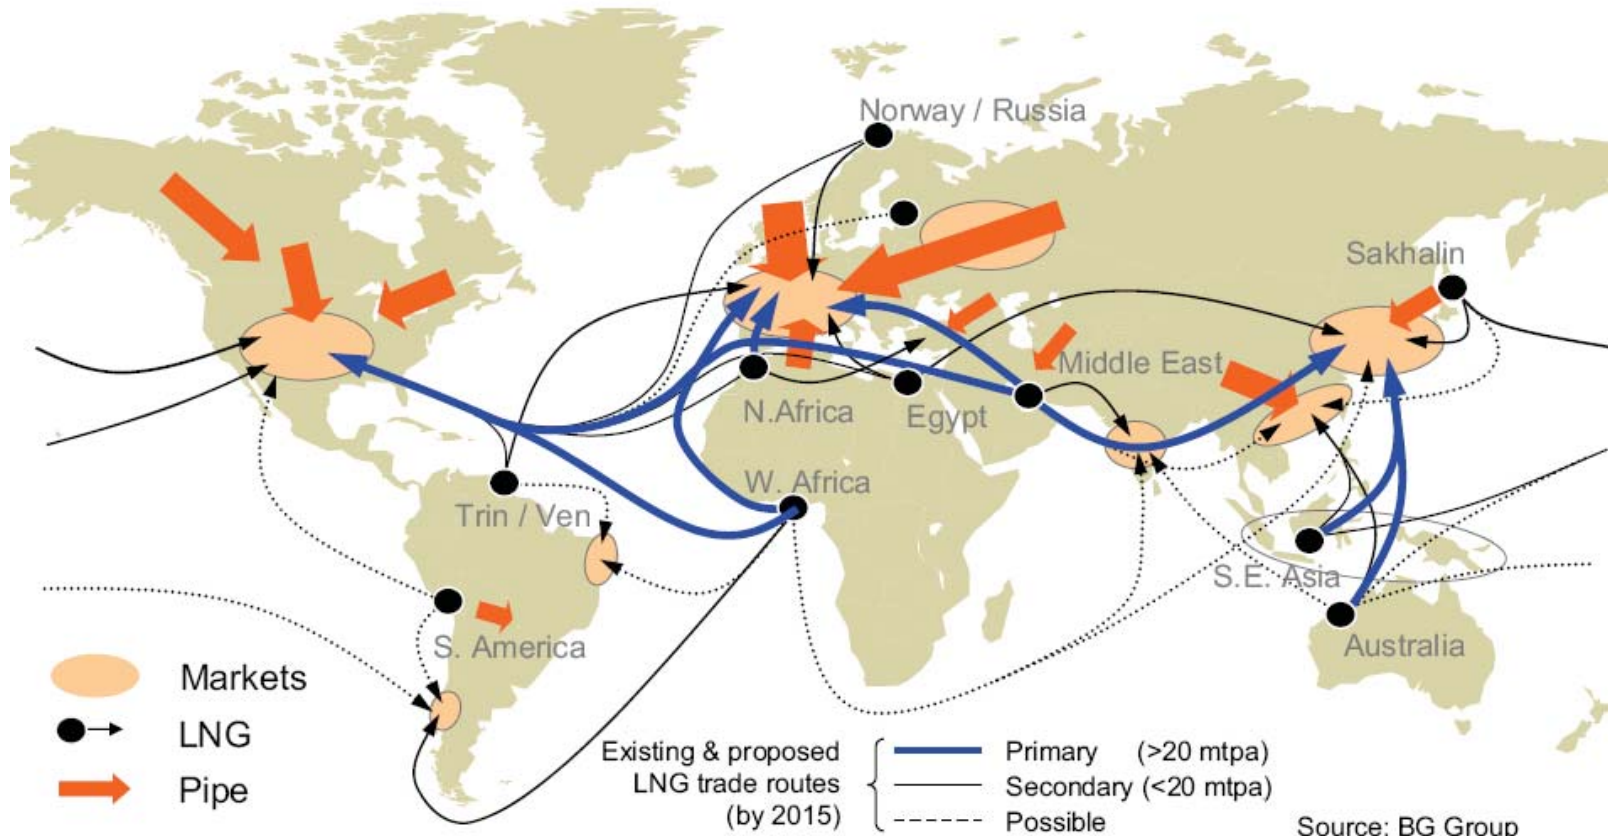 Norway / Russia
Sakhalin
Middle East
N.Africa
Egypt
W. Africa
Trin / Ven
S.E. Asia
S. America
Australia
Markets
LNG
Pipe
Existing & proposed
LNG trade routes
(by 2015)
Primary (>20 mtpa)
Secondary (<20 mtpa)
Possible
Source: BG Group